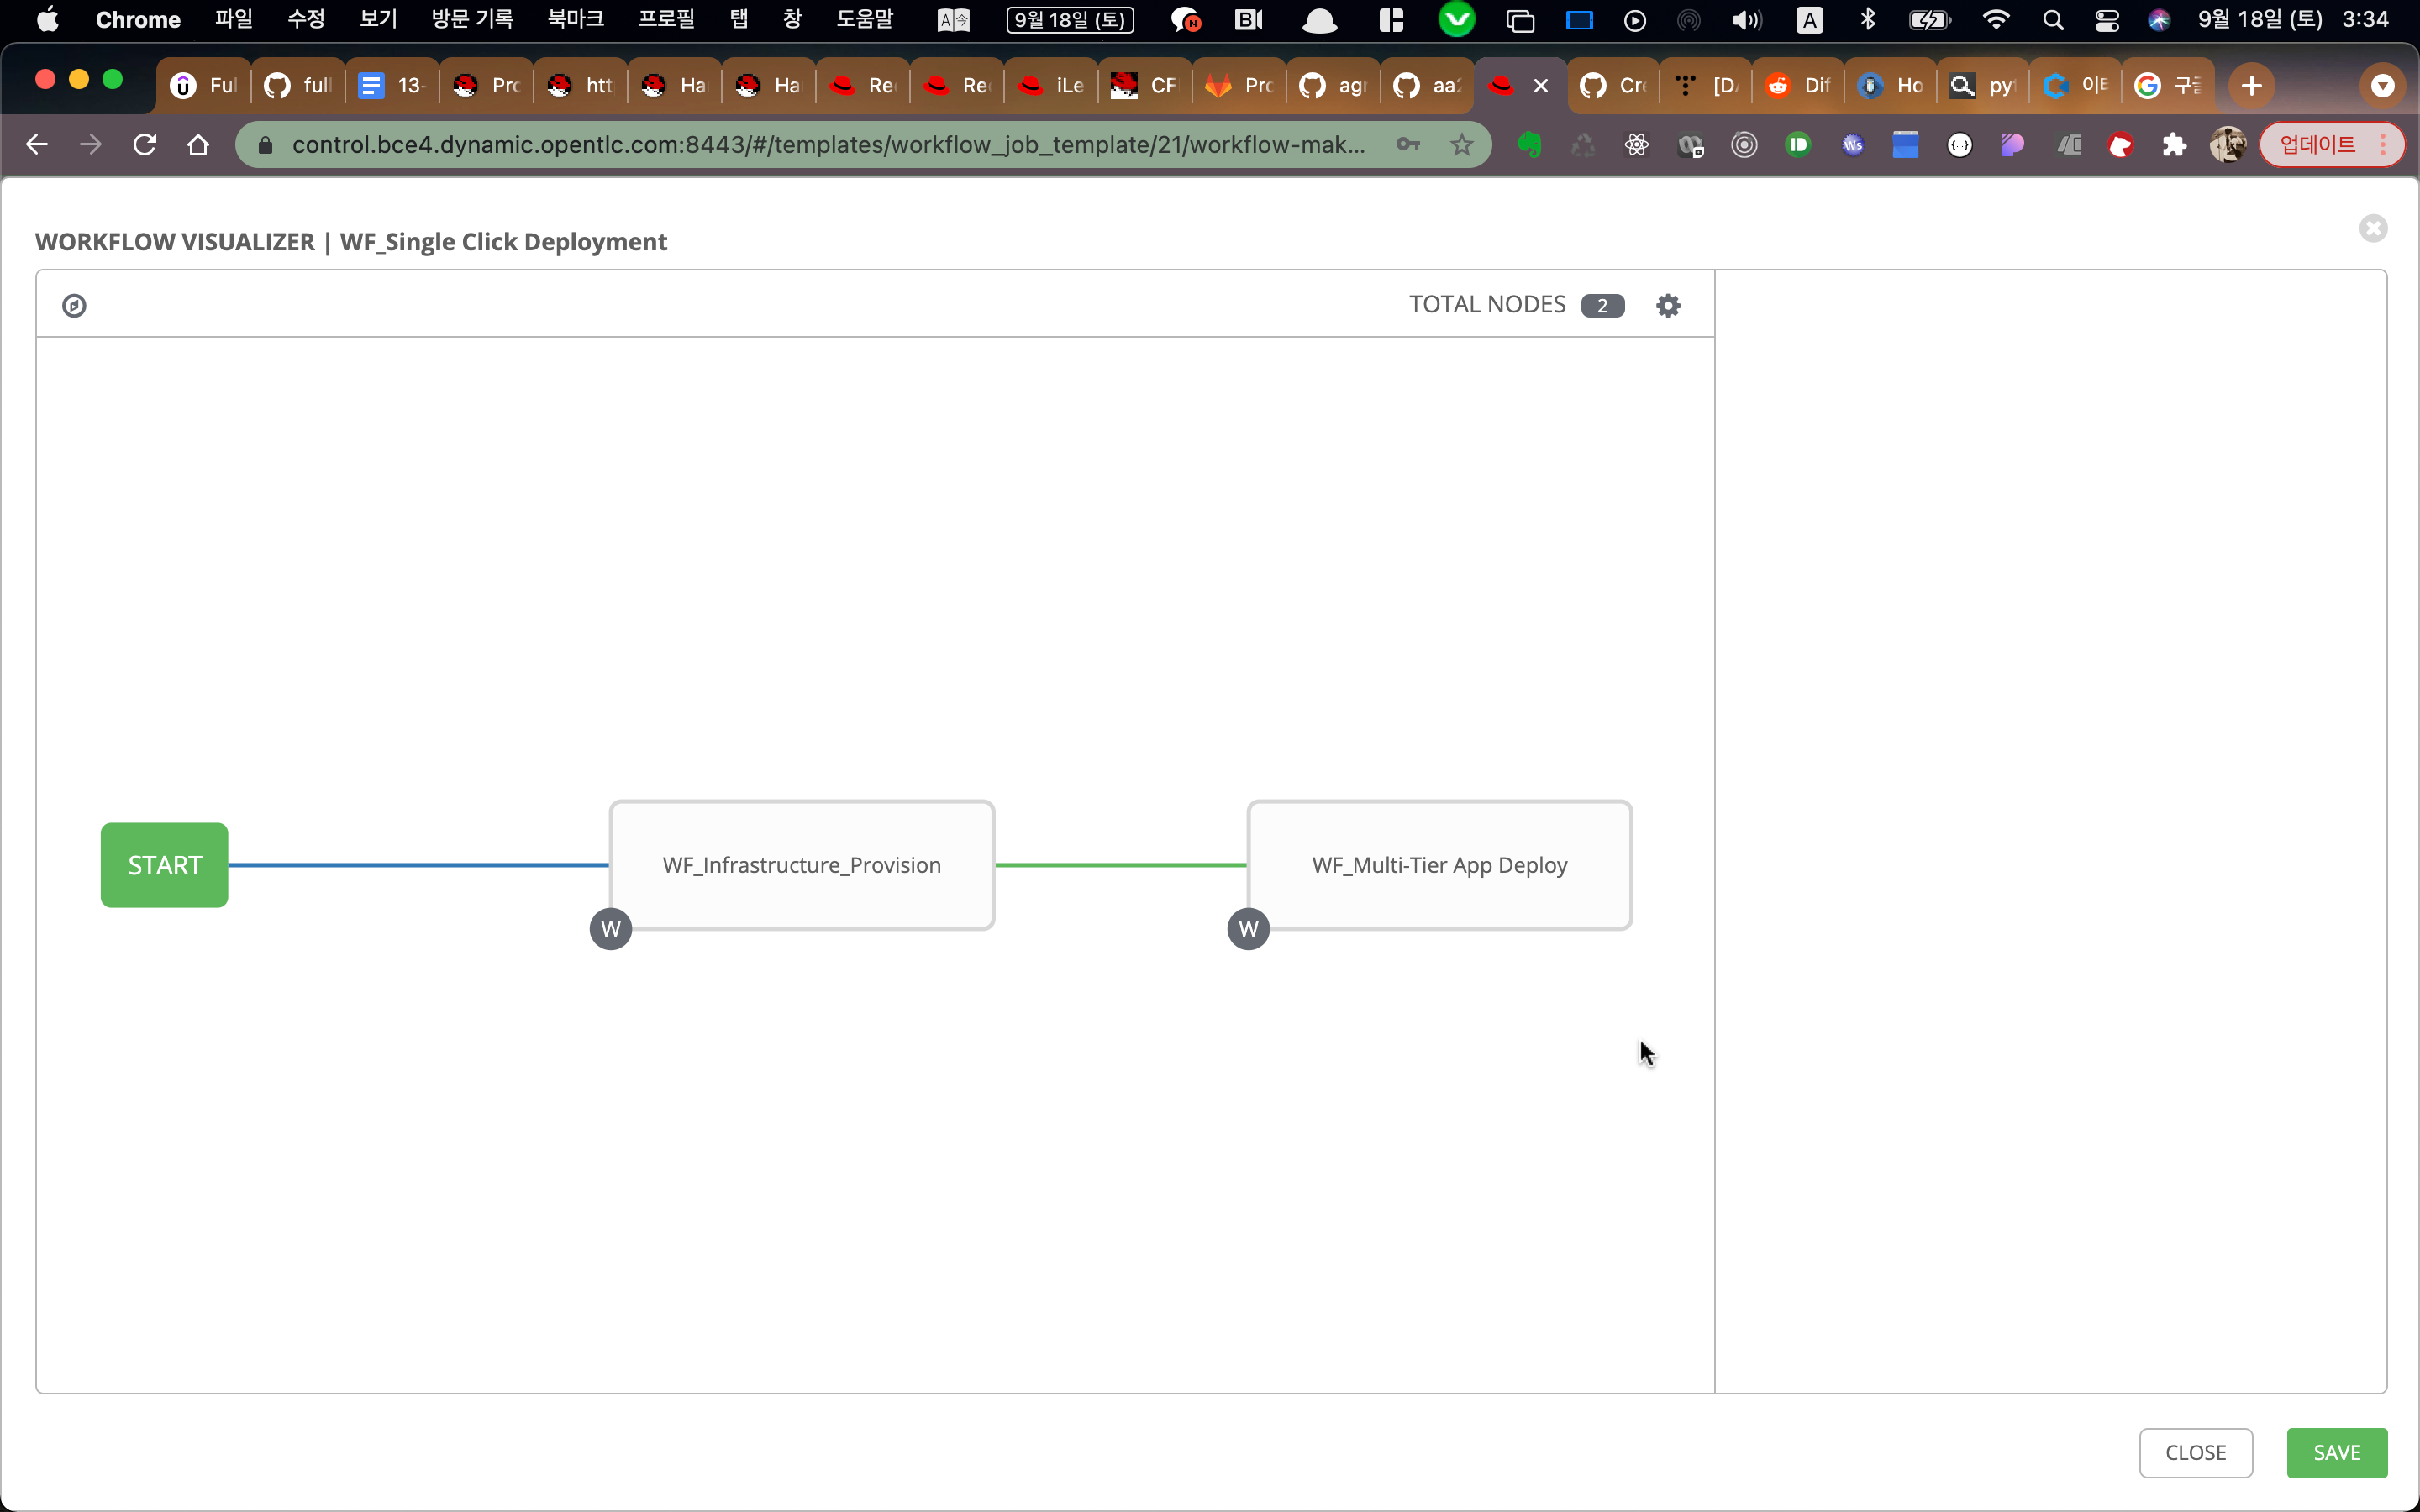 Chrome 파일 수정 보기 방문 기록 북마크 프로필 탭 창 도움말 9월 18일 (토) A 9월 18일 (토) 3:34
Ful full 13- Pro htt Ha Ha Re Re iLe CF Pro agr aa Cre [D Dif Ho py 이 구글
control.bce4.dynamic.opentlc.com:8443/#/templates/workflow_job_template/21/workflow-mak... 업데이트
WORKFLOW VISUALIZER | WF_Single Click Deployment
TOTAL NODES 2
START WF_Infrastructure_Provision WF_Multi-Tier App Deploy
W W
CLOSE SAVE